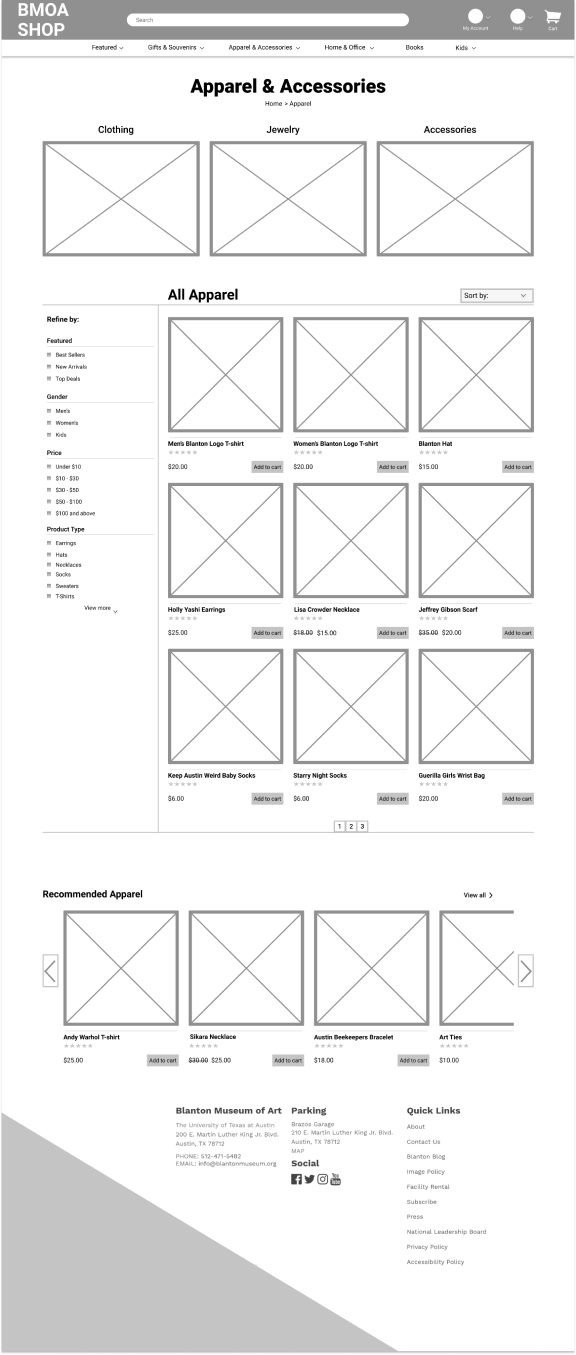 BMOA
SHOP
Search
My Account
Help
Cart
Featured
Gifts & Souvenirs
Apparel & Accessories
Home & Office
Books
Kids
Apparel & Accessories
Home > Apparel
Clothing
Jewelry
Accessories
All Apparel
Sort by:
Refine by:
Featured
Best Sellers
New Arrivals
Top Deals
Gender
Men's
Women's
Kids
Price
Under $10
$10 - $30
$30 - $50
$50 - $100
$100 and above
Product Type
Earrings
Hats
Necklaces
Socks
Sweaters
T-Shirts
View more
Men's Blanton Logo T-shirt
$20.00
Add to cart
Women's Blanton Logo T-shirt
$20.00
Add to cart
Blanton Hat
$15.00
Add to cart
Holly Yashi Earrings
$25.00
Add to cart
Lisa Crowder Necklace
$18.00 $15.00
Add to cart
Jeffrey Gibson Scarf
$35.00 $20.00
Add to cart
Keep Austin Weird Baby Socks
$6.00
Add to cart
Starry Night Socks
$6.00
Add to cart
Guerilla Girls Wrist Bag
$20.00
Add to cart
1 2 3
Recommended Apparel
View all
Andy Warhol T-shirt
$25.00
Add to cart
Sikara Necklace
$30.00 $25.00
Add to cart
Austin Beekeepers Bracelet
$18.00
Add to cart
Art Ties
$10.00
Blanton Museum of Art
The University of Texas at Austin
200 E. Martin Luther King Jr. Blvd.
Austin, TX 78712
PHONE: 512-471-5482
EMAIL: info@blantonmuseum.org
Parking
Brazos Garage
210 E. Martin Luther King Jr. Blvd.
Austin, TX 78712
MAP
Social
You Tube
Quick Links
About
Contact Us
Blanton Blog
Image Policy
Facility Rental
Subscribe
Press
National Leadership Board
Privacy Policy
Accessibility Policy